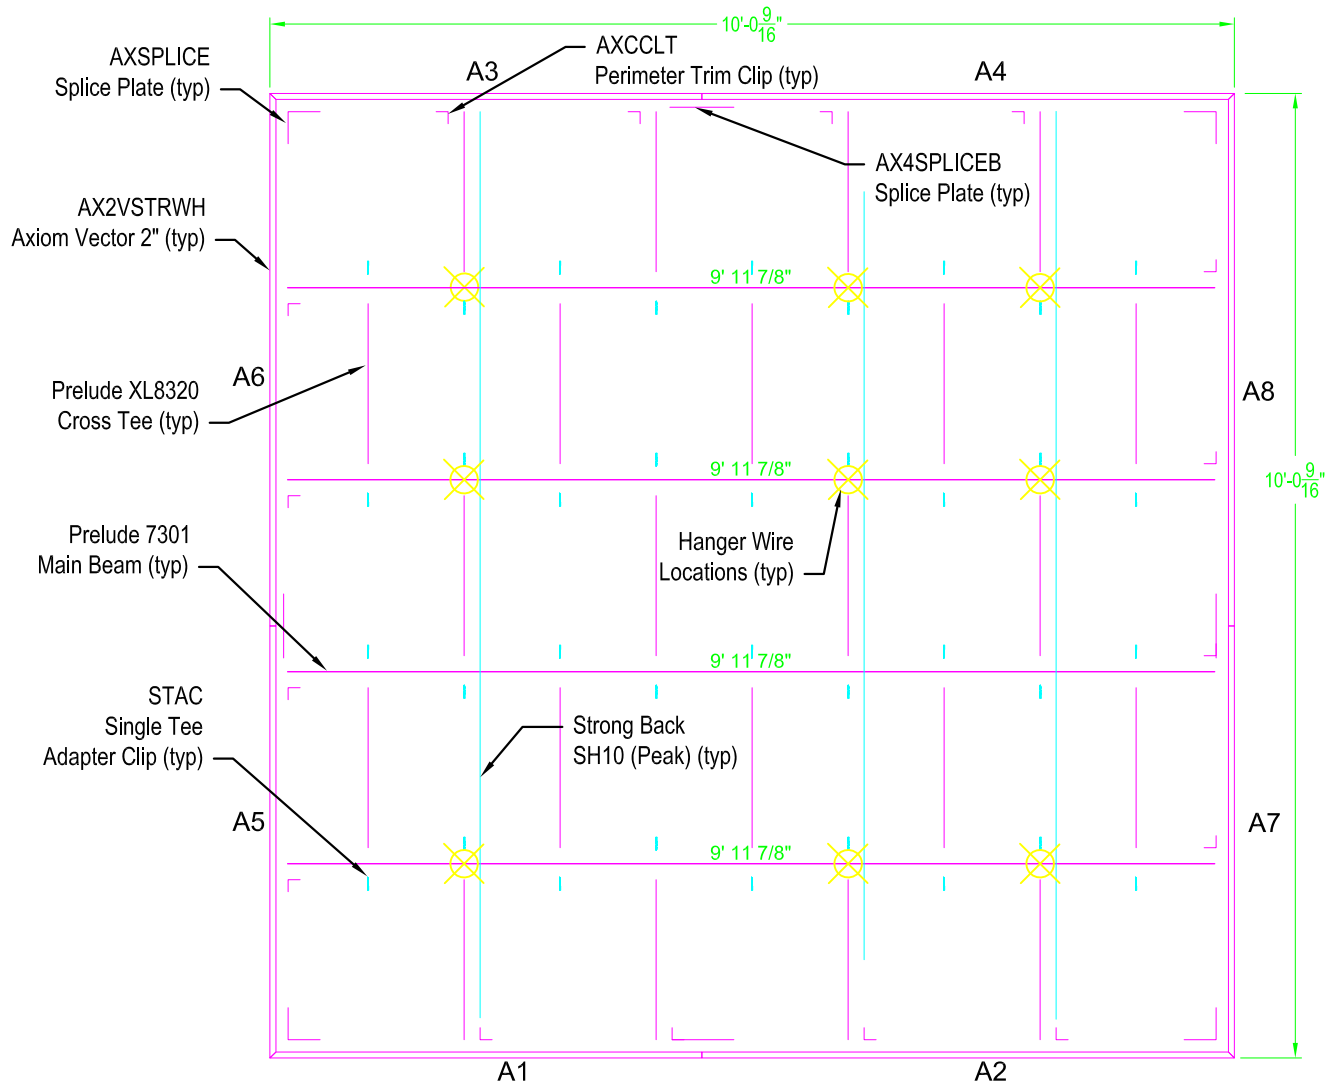 10'-0 9/16"
AXSPLICE
Splice Plate (typ)
A3
AXCCLT
Perimeter Trim Clip (typ)
A4
AX4SPLICEB
Splice Plate (typ)
AX2VSTRWH
Axiom Vector 2" (typ)
9' 11 7/8"
A6
Prelude XL8320
Cross Tee (typ)
A8
9' 11 7/8"
10'-0 9/16"
Prelude 7301
Main Beam (typ)
Hanger Wire
Locations (typ)
9' 11 7/8"
STAC
Single Tee
Adapter Clip (typ)
Strong Back
SH10 (Peak) (typ)
A5
A7
9' 11 7/8"
A1
A2